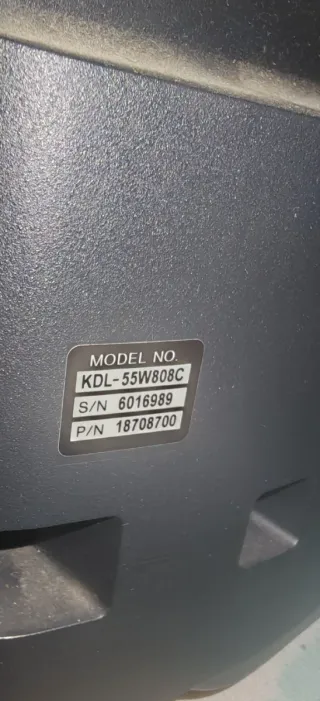 MODEL NO.
KDL-55W808C
S/N 6016989
P/N 18708700